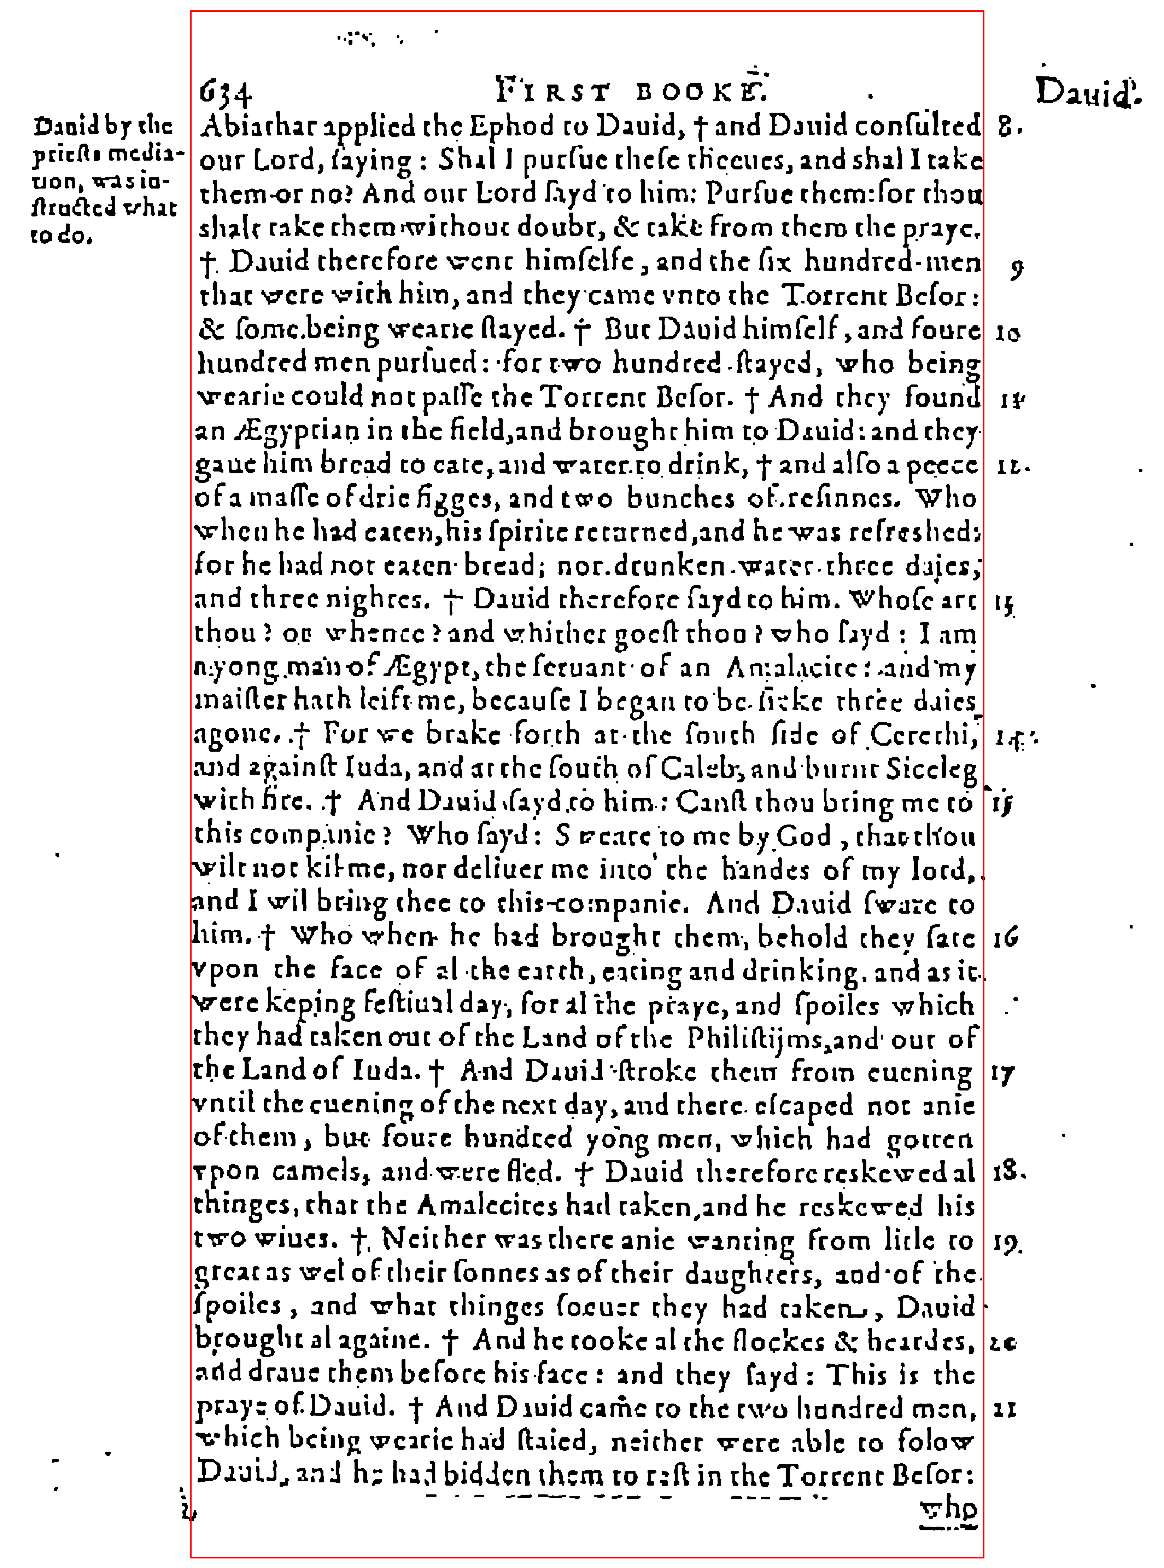 634 FIRST BOOKE. Dauid.
Dauid by the
priests media-
tion, was in-
structed what
to do.
Abiathar applied the Ephod to Dauid, † and Dauid consulted 8.
our Lord, saying: Shal I pursue these theeues, and shal I take
them or no? And our Lord sayd to him: Pursue them: for thou
shalt take them without doubt, & take from them the praye.
† Dauid therefore went himselfe, and the six hundred men 9
that were with him, and they came vnto the Torrent Besor:
& some being wearie stayed. † But Dauid himself, and foure 10
hundred men pursued: for two hundred stayed, who being
wearie could not passe the Torrent Besor. † And they found 11
an Ægyptian in the field, and brought him to Dauid: and they
gaue him bread to eate, and water to drink, † and also a peece 12.
of a masse of drie figges, and two bunches of resinnes. Who
when he had eaten, his spirite returned, and he was refreshed:
for he had not eaten bread, nor drunken water three daies,
and three nightes. † Dauid therefore sayd to him. Whose art 13
thou? or whence? and whither goest thou? who sayd: I am
a yong man of Ægypt, the seruant of an Amalacite: and my
maister hath leift me, because I began to be sicke three daies
agone. † For we brake forth at the south side of Cerethi, 14.
and against Iuda, and at the south of Caleb, and burnt Siceleg
with fire. † And Dauid sayd to him: Canst thou bring me to 15
this companie? Who sayd: Sweare to me by God, that thou
wilt not kil me, nor deliuer me into the handes of my lord,
and I wil bring thee to this companie. And Dauid sware to
him. † Who when he had brought them, behold they sate 16
vpon the face of al the earth, eating and drinking, and as it
were keping festiual day, for al the praye, and spoiles which
they had taken out of the Land of the Philistijms, and out of
the Land of Iuda. † And Dauid stroke them from euening 17
vntil the euening of the next day, and there escaped not anie
of them, but foure hundred yong men, which had gotten
vpon camels, and were fled. † Dauid therefore reskewed al 18.
thinges, that the Amalecites had taken, and he reskewed his
two wiues. † Neither was there anie wanting from litle to 19.
great as wel of their sonnes as of their daughters, and of the
spoiles, and what thinges soeuer they had taken, Dauid
brought al againe. † And he tooke al the flockes & heardes, 20
and draue them before his face: and they sayd: This is the
praye of Dauid. † And Dauid came to the two hundred men, 21
which being wearie had staied, neither were able to folow
Dauid, and he had bidden them to rest in the Torrent Besor:
who